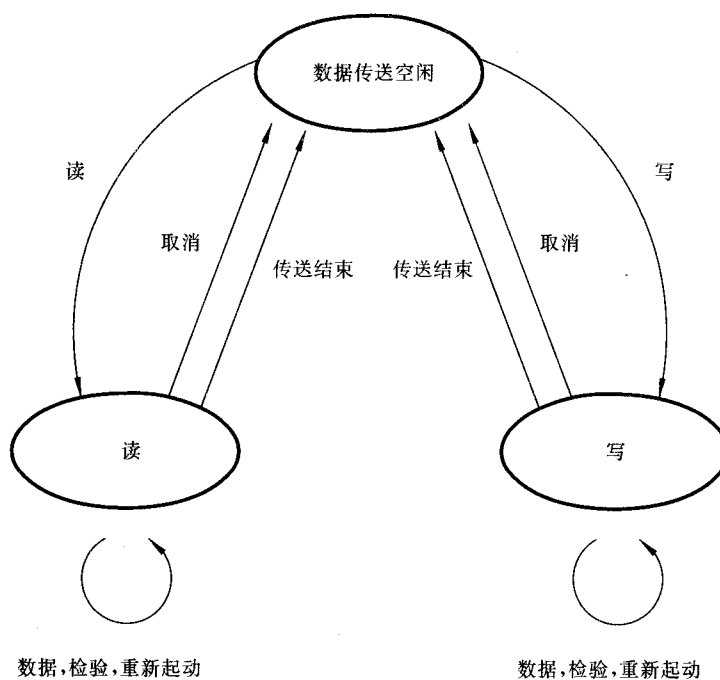 数据传送空闲
读
写
取消
取消
传送结束
传送结束
读
写
数据,检验,重新起动
数据,检验,重新起动